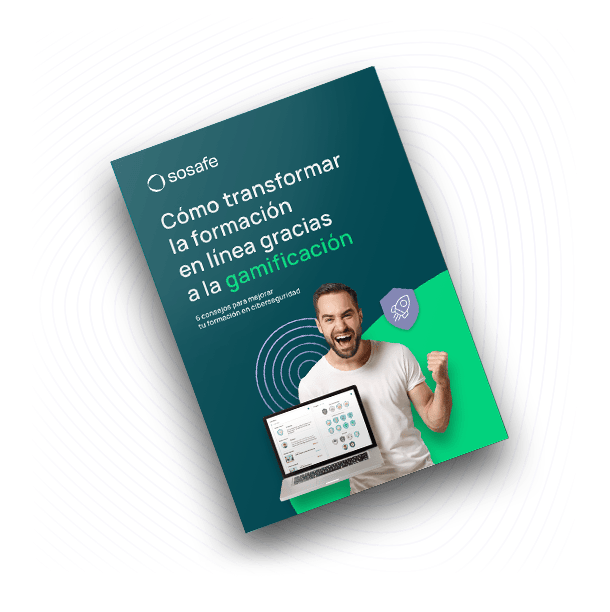 sosafe
Cómo transformar
la formación
en línea gracias
a la gamificación
5 consejos para mejorar
tu formación en ciberseguridad